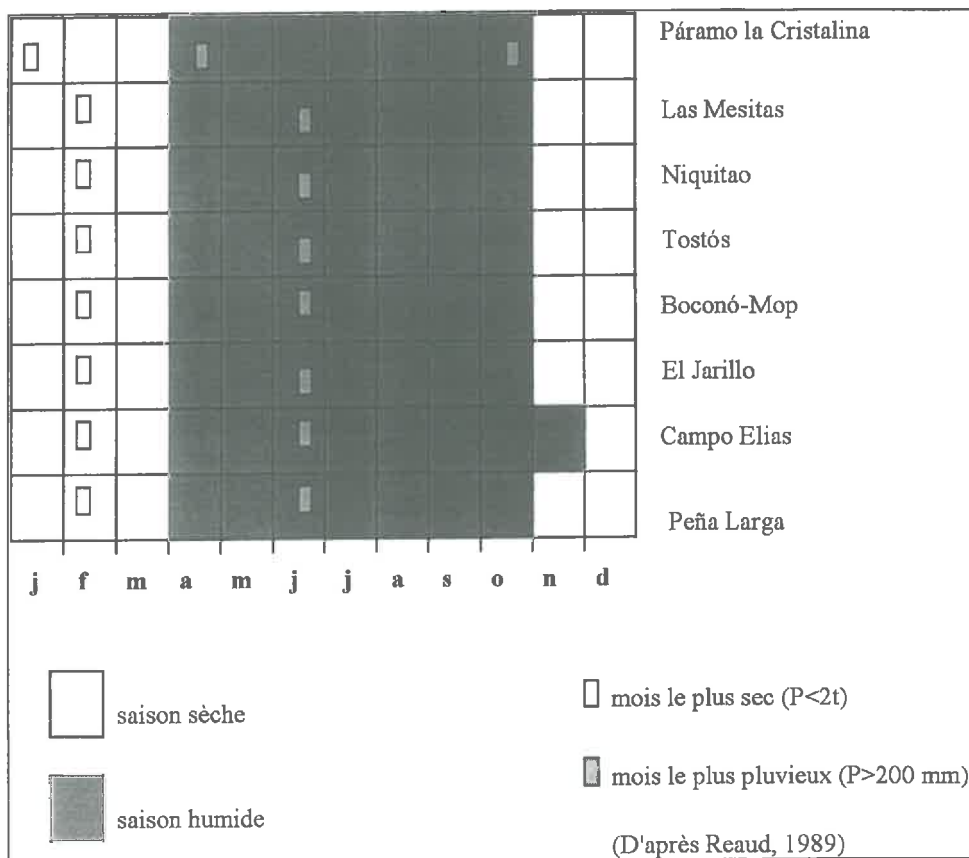 Páramo la Cristalina
Las Mesitas
Niquitao
Tostós
Boconó-Mop
El Jarillo
Campo Elias
Peña Larga
j f m a m j j a s o n d
saison sèche
saison humide
mois le plus sec (P<2t)
mois le plus pluvieux (P>200 mm)
(D'après Reaud, 1989)